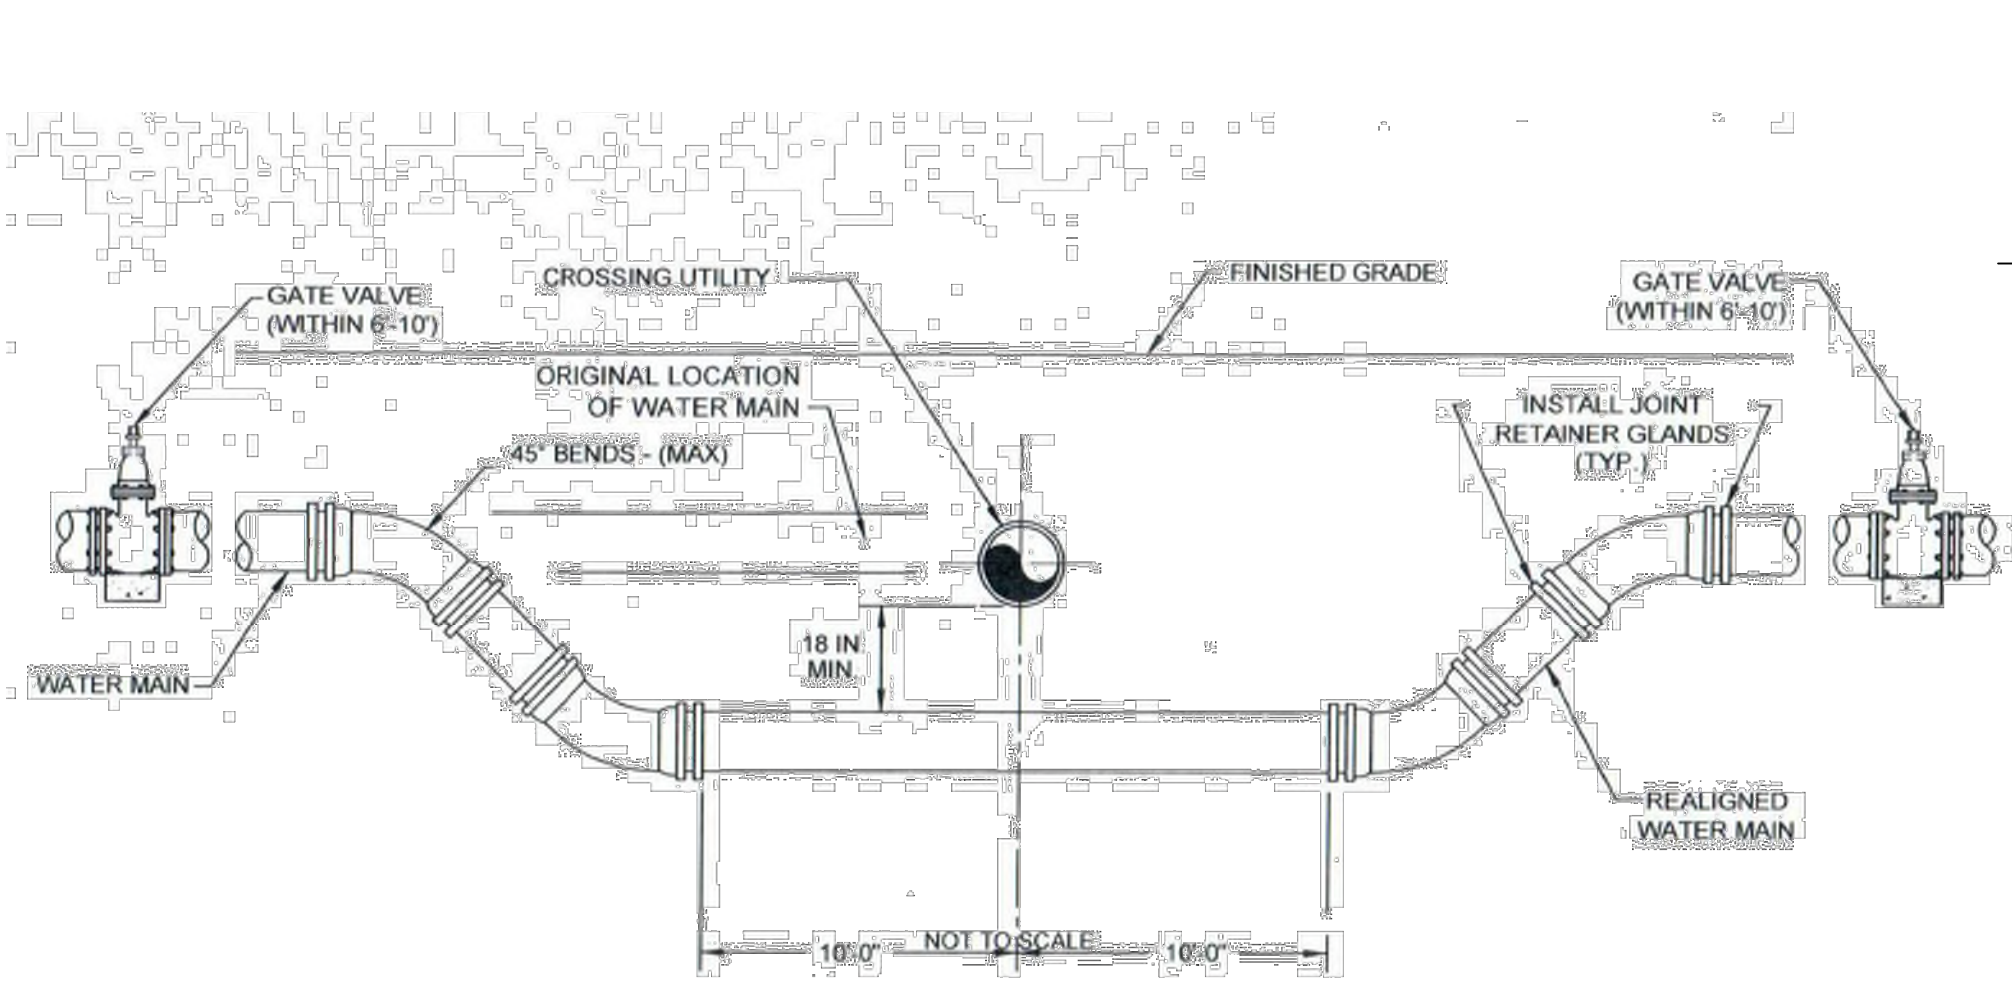 CROSSING UTILITY
FINISHED GRADE
GATE VALVE
(WITHIN 6'-10')
GATE VALVE
(WITHIN 6'-10')
ORIGINAL LOCATION
OF WATER MAIN
45° BENDS - (MAX)
INSTALL JOINT
RETAINER GLANDS
(TYP.)
18 IN
MIN
WATER MAIN
REALIGNED
WATER MAIN
NOT TO SCALE
10'-0"
10'-0"